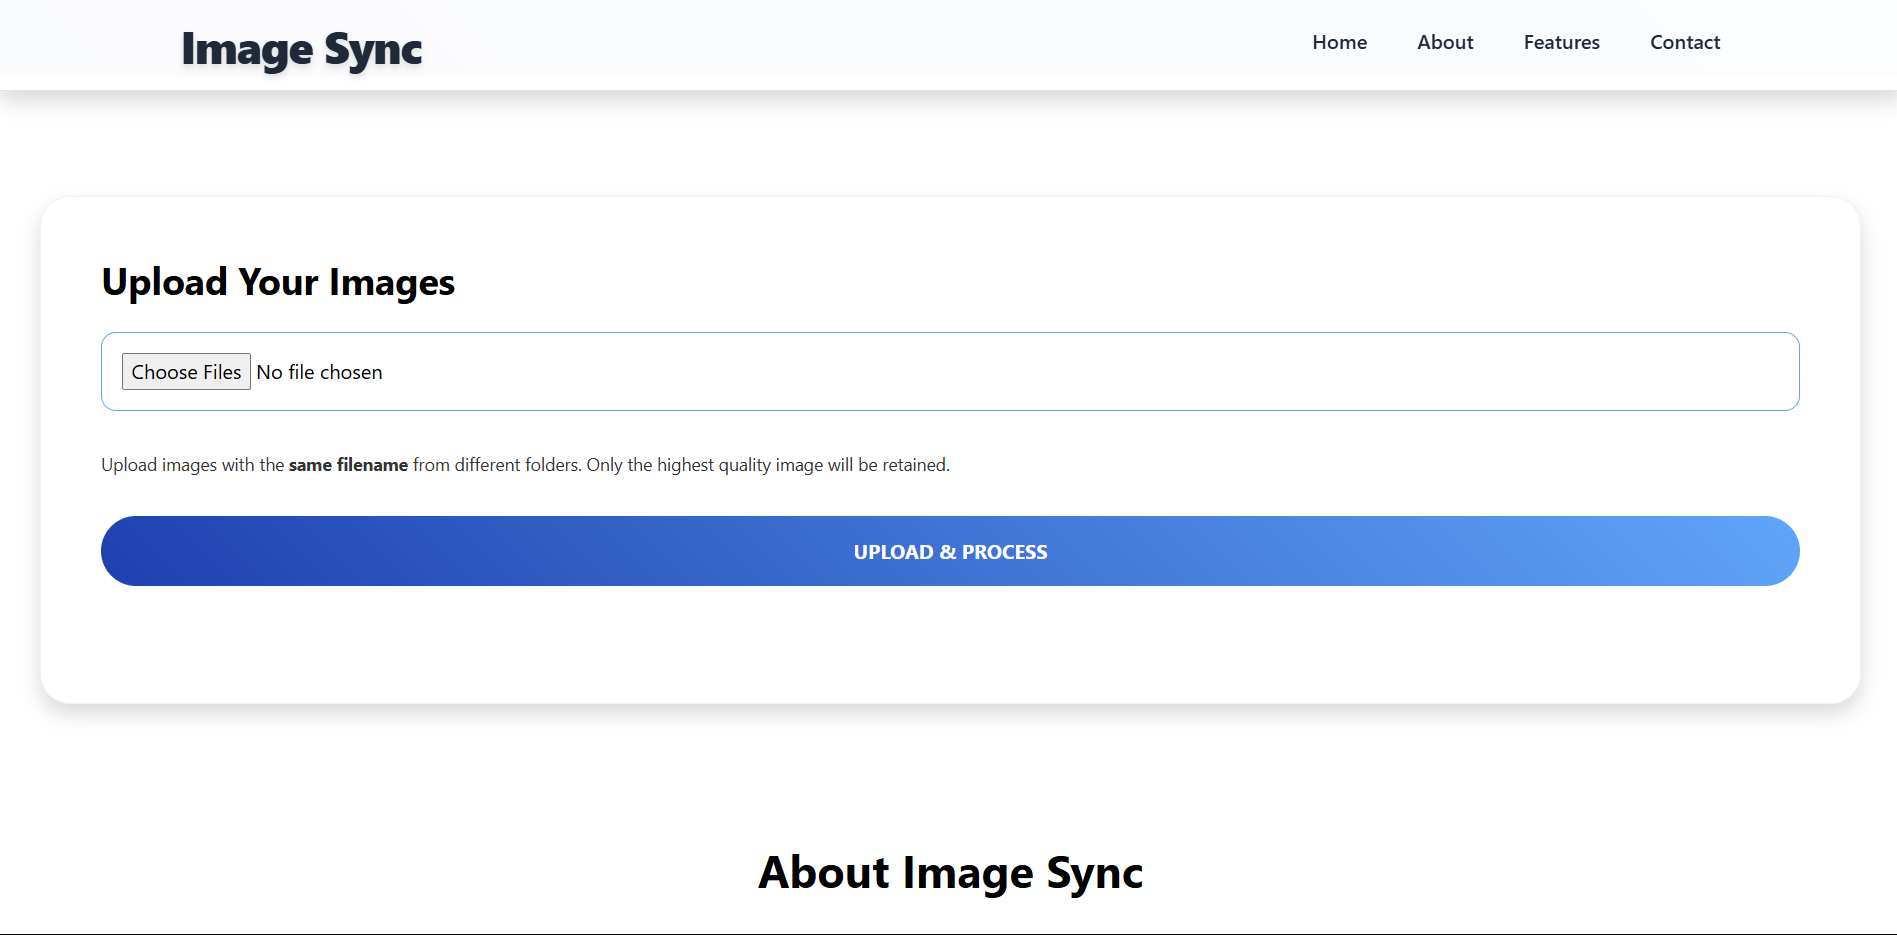 Image Sync
Home About Features Contact
Upload Your Images
Choose Files No file chosen
Upload images with the same filename from different folders. Only the highest quality image will be retained.
UPLOAD & PROCESS
About Image Sync